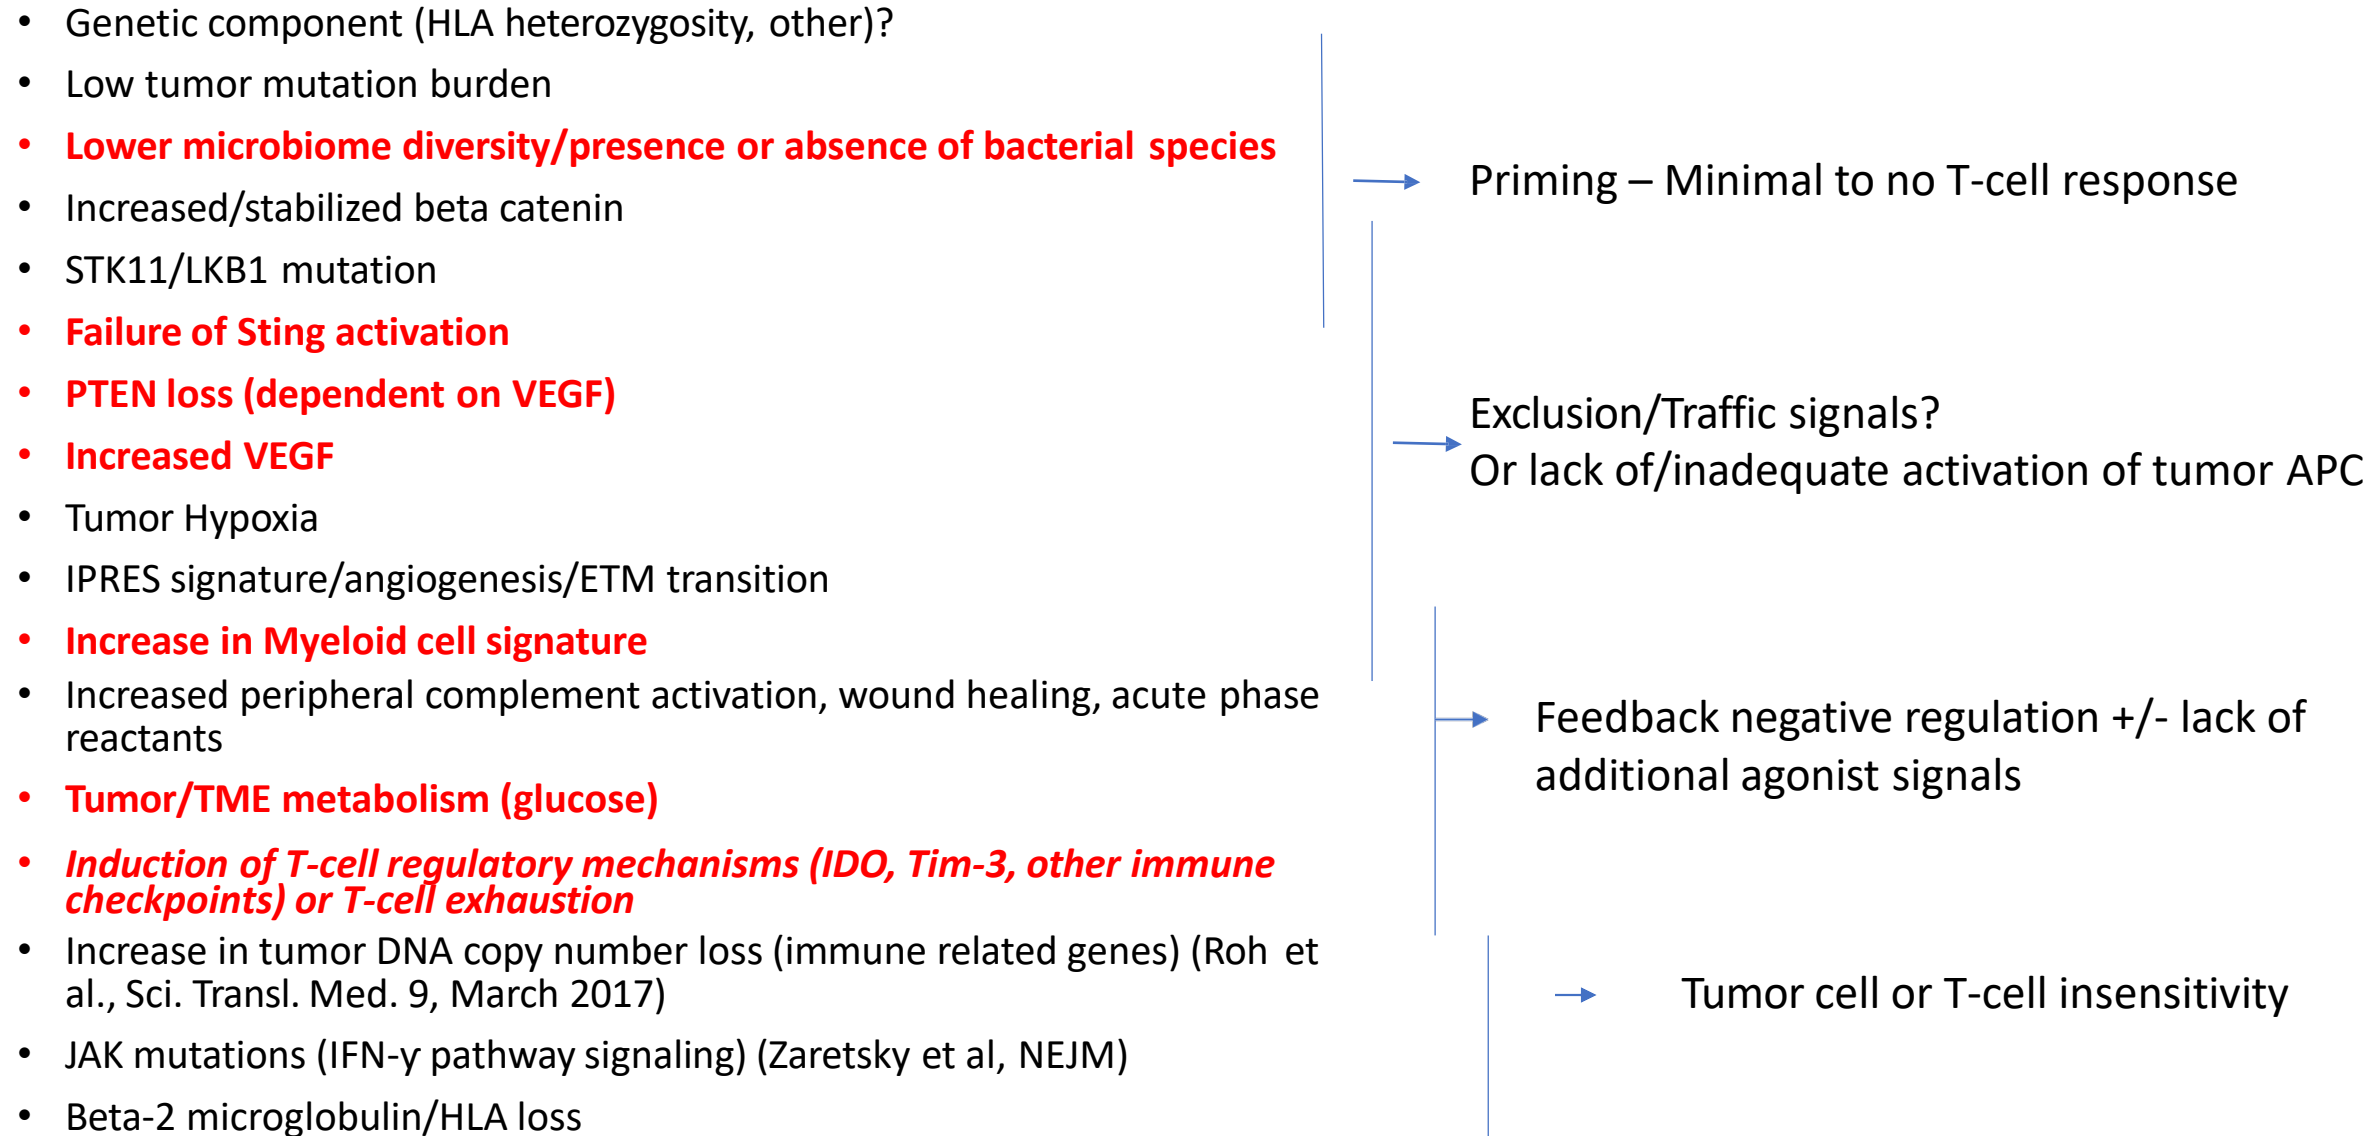 • Genetic component (HLA heterozygosity, other)?
• Low tumor mutation burden
• Lower microbiome diversity/presence or absence of bacterial species
• Increased/stabilized beta catenin
• STK11/LKB1 mutation
• Failure of Sting activation
• PTEN loss (dependent on VEGF)
• Increased VEGF
• Tumor Hypoxia
• IPRES signature/angiogenesis/ETM transition
• Increase in Myeloid cell signature
• Increased peripheral complement activation, wound healing, acute phase
reactants
• Tumor/TME metabolism (glucose)
• Induction of T-cell regulatory mechanisms (IDO, Tim-3, other immune
checkpoints) or T-cell exhaustion
• Increase in tumor DNA copy number loss (immune related genes) (Roh et
al., Sci. Transl. Med. 9, March 2017)
• JAK mutations (IFN-γ pathway signaling) (Zaretsky et al, NEJM)
• Beta-2 microglobulin/HLA loss
Priming – Minimal to no T-cell response
Exclusion/Traffic signals?
Or lack of/inadequate activation of tumor APC
Feedback negative regulation +/- lack of
additional agonist signals
Tumor cell or T-cell insensitivity